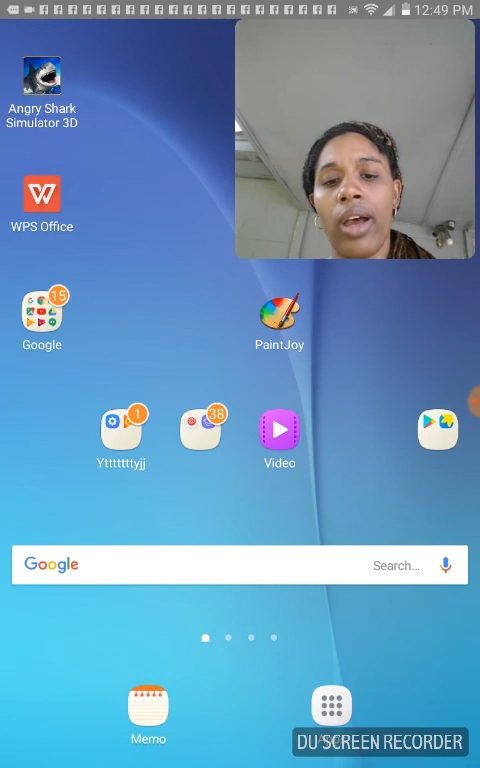 12:49 PM
Angry Shark
Simulator 3D
WPS Office
15
Google
PaintJoy
1
38
Ytttttttyjj
Video
Google
Search...
Memo
DU SCREEN RECORDER